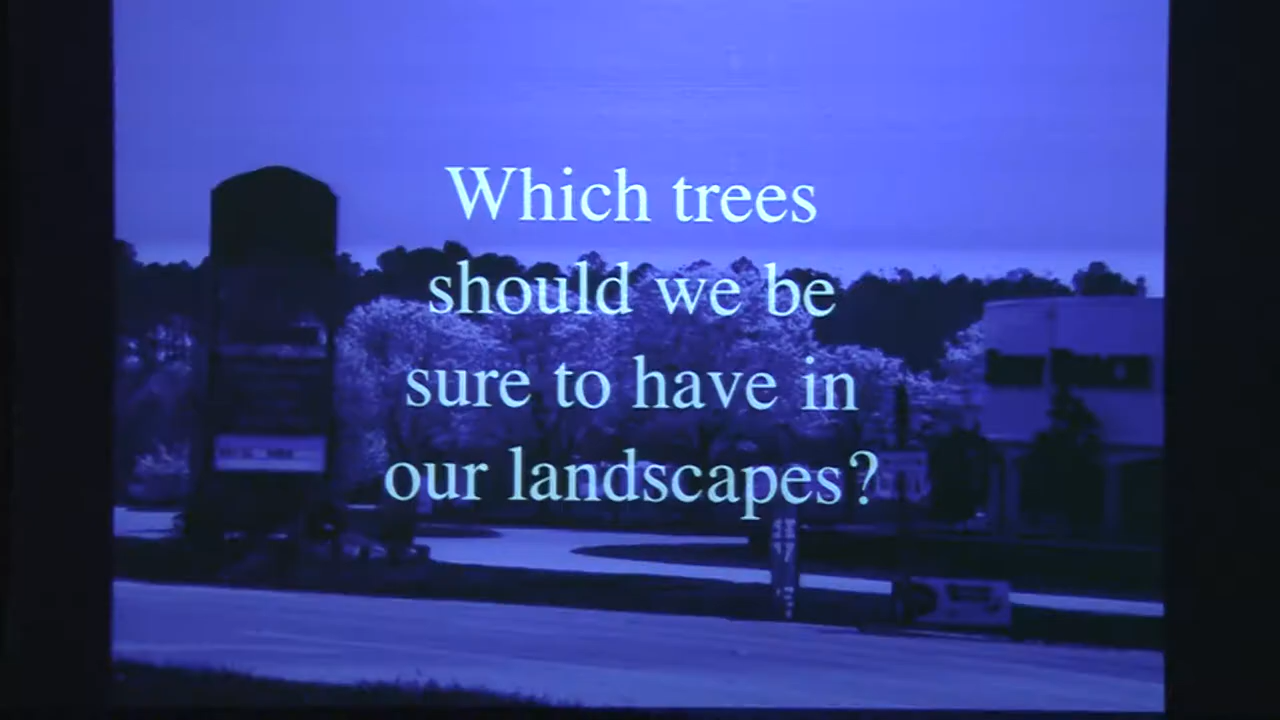 Which trees
should we be
sure to have in
our landscapes?